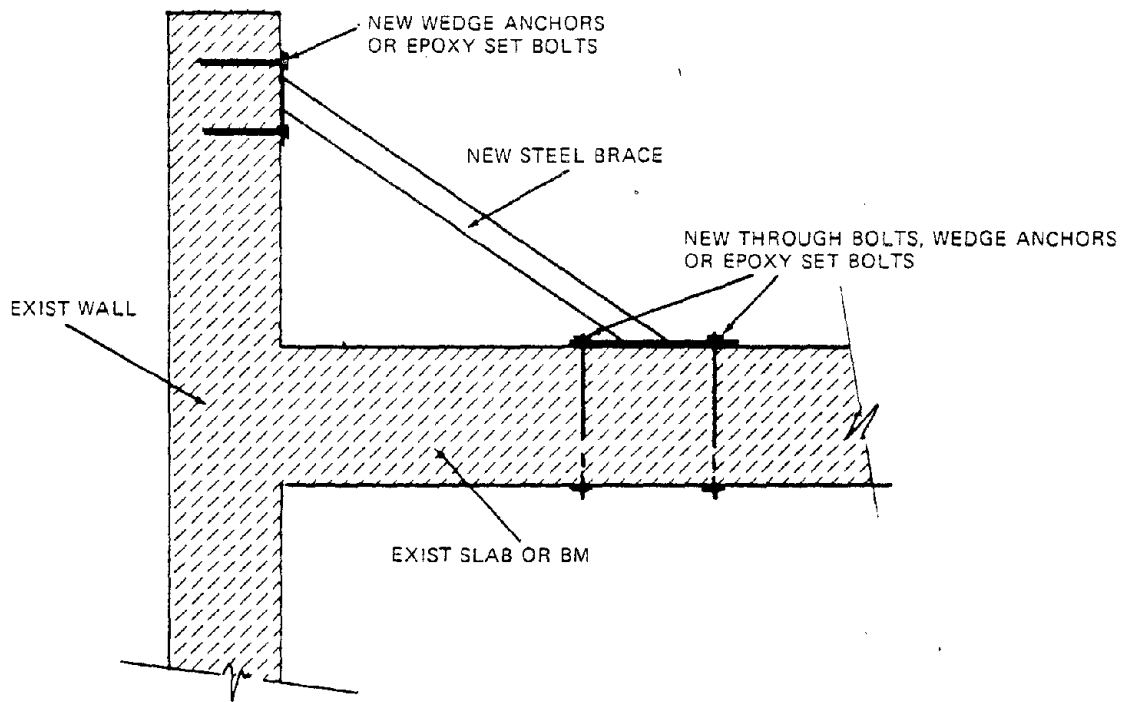 NEW WEDGE ANCHORS
OR EPOXY SET BOLTS
NEW STEEL BRACE
NEW THROUGH BOLTS, WEDGE ANCHORS
OR EPOXY SET BOLTS
EXIST WALL
EXIST SLAB OR BM